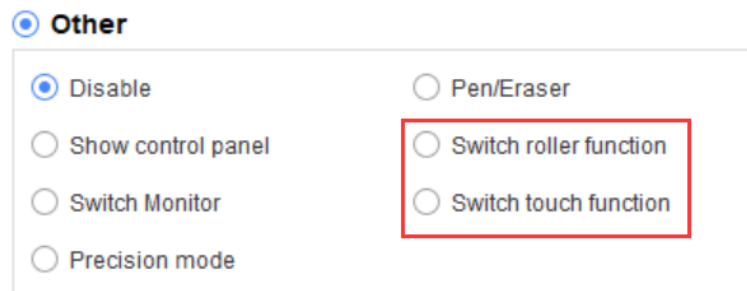 Other
Disable
Pen/Eraser
Show control panel
Switch roller function
Switch Monitor
Switch touch function
Precision mode